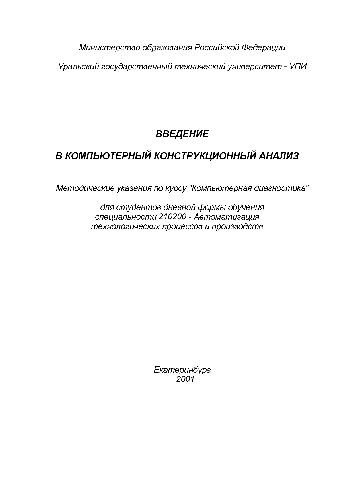 Министерство образования Российской Федерации
Уральский государственный технический университет - УПИ
ВВЕДЕНИЕ
В КОМПЬЮТЕРНЫЙ КОНСТРУКЦИОННЫЙ АНАЛИЗ
Методические указания по курсу "Компьютерная диагностика"
для студентов дневной формы обучения
специальности 210200 - Автоматизация
технологических процессов и производств
Екатеринбург
2001